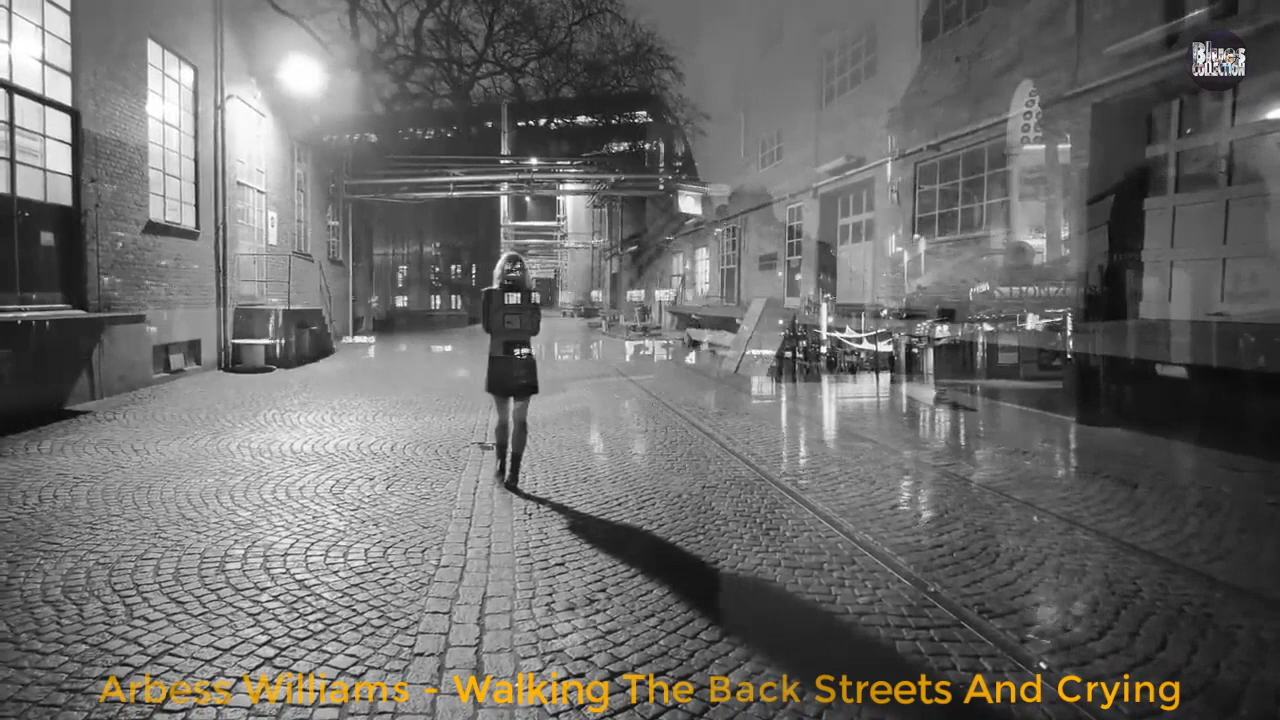 Blues
COLLECTION
Arbess Williams - Walking The Back Streets And Crying